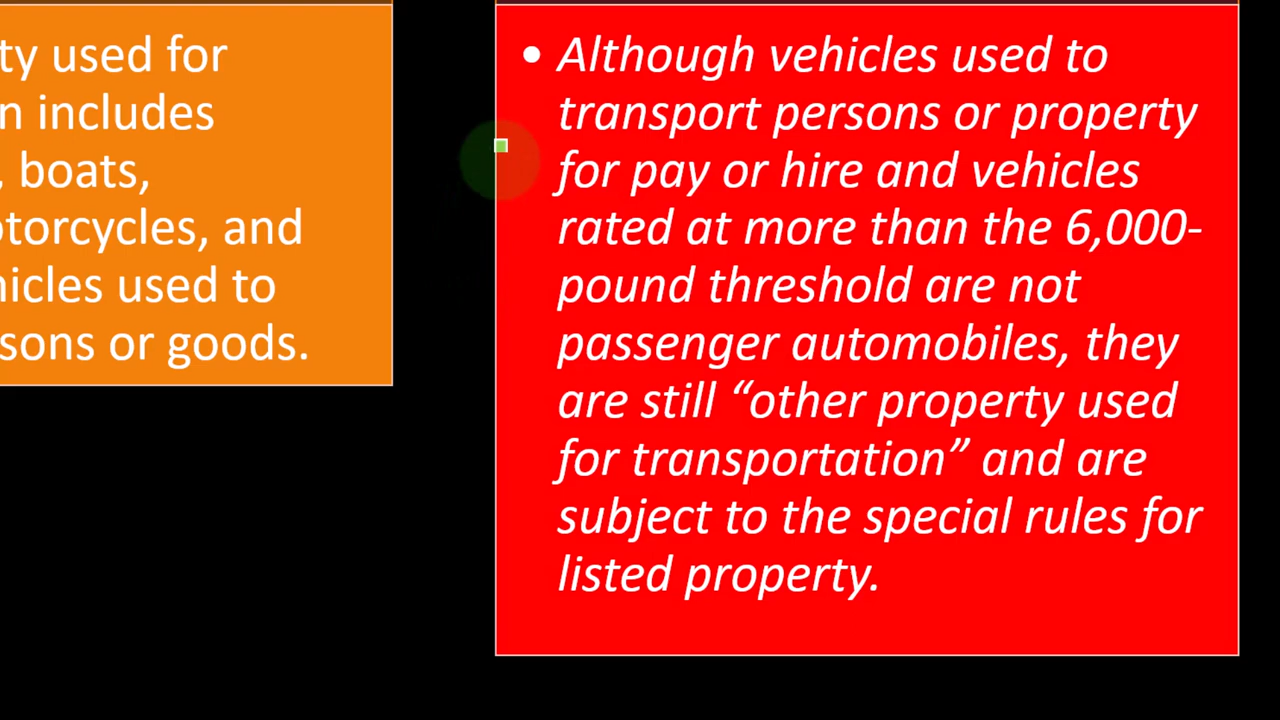 ty used for
n includes
, boats,
otorcycles, and
hicles used to
sons or goods.
• Although vehicles used to
transport persons or property
for pay or hire and vehicles
rated at more than the 6,000-
pound threshold are not
passenger automobiles, they
are still “other property used
for transportation” and are
subject to the special rules for
listed property.